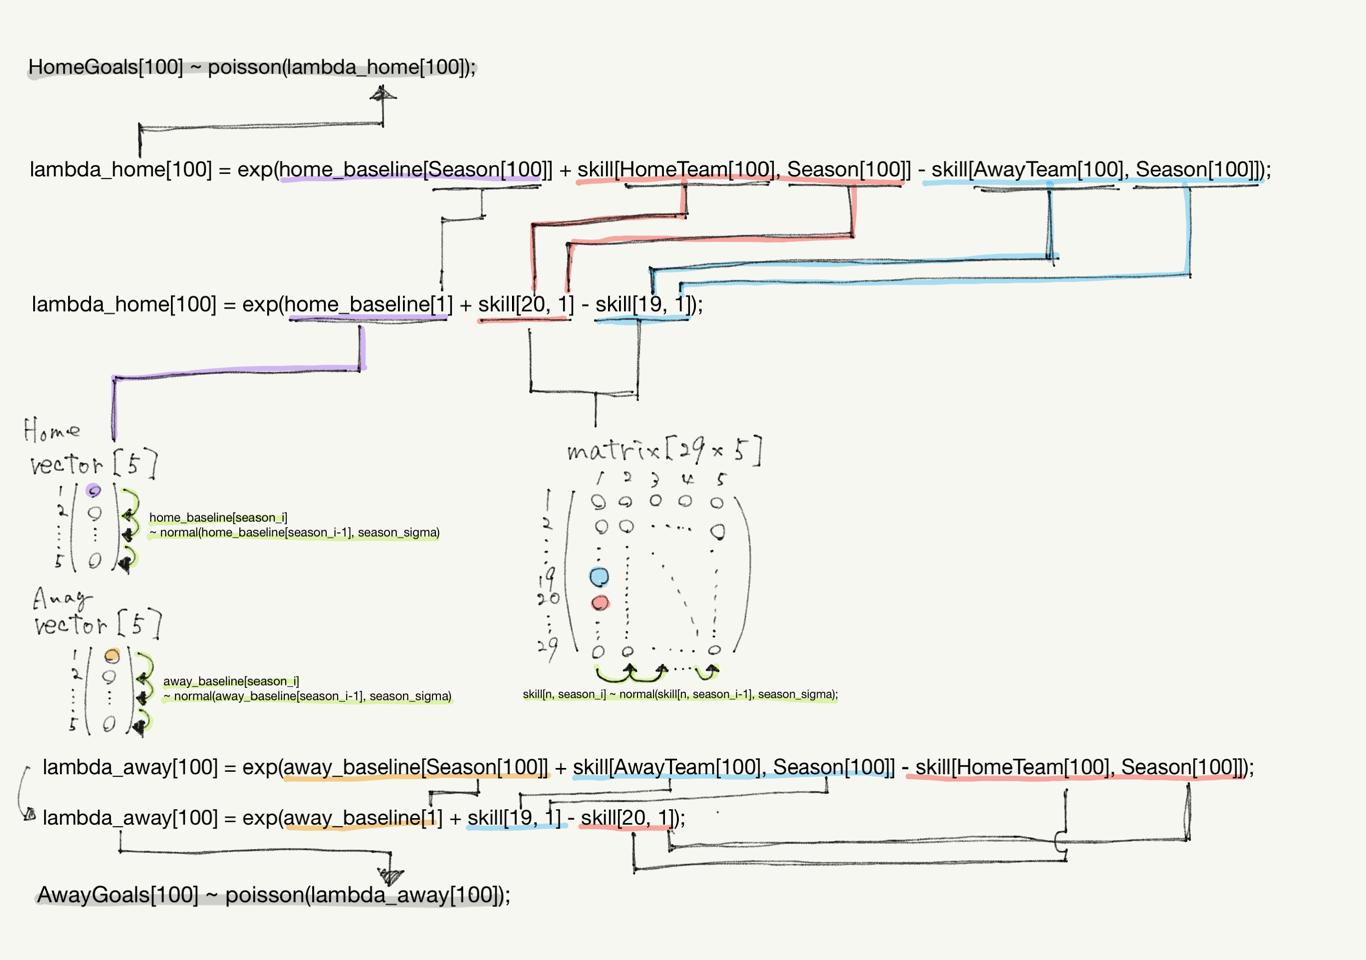 HomeGoals[100] ~ poisson(lambda_home[100]);
lambda_home[100] = exp(home_baseline[Season[100]] + skill[HomeTeam[100], Season[100]] - skill[AwayTeam[100], Season[100]]);
lambda_home[100] = exp(home_baseline[1] + skill[20, 1] - skill[19, 1]);
Home
vector [5]
1
2
5
home_baseline[season_i]
~ normal(home_baseline[season_i-1], season_sigma)
matrix[29 × 5]
1 2 3 4 5
1
2
19
20
29
skill[n, season_i] ~ normal(skill[n, season_i-1], season_sigma);
Away
vector [5]
1
2
5
away_baseline[season_i]
~ normal(away_baseline[season_i-1], season_sigma)
lambda_away[100] = exp(away_baseline[Season[100]] + skill[AwayTeam[100], Season[100]] - skill[HomeTeam[100], Season[100]]);
lambda_away[100] = exp(away_baseline[1] + skill[19, 1] - skill[20, 1]);
AwayGoals[100] ~ poisson(lambda_away[100]);